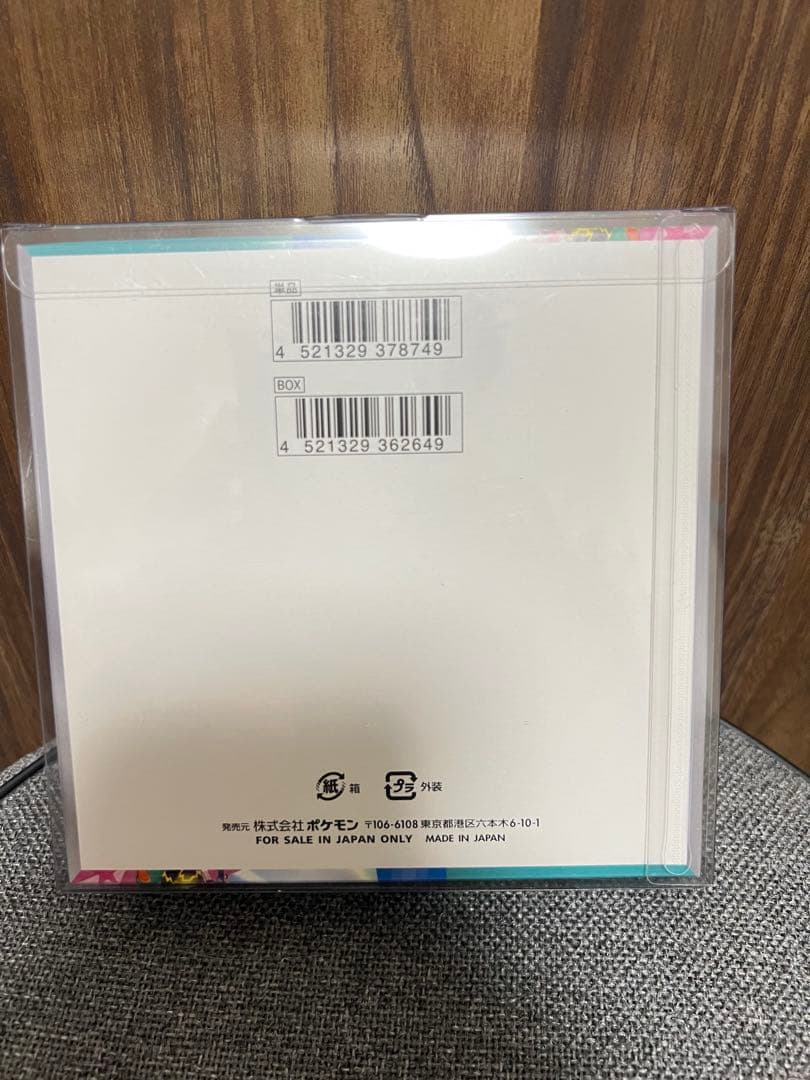 単品
4 521329 378749
BOX
4 521329 362649
紙 箱 プラ 外装
発売元 株式会社 ポケモン 〒106-6108 東京都港区六本木6-10-1
FOR SALE IN JAPAN ONLY MADE IN JAPAN